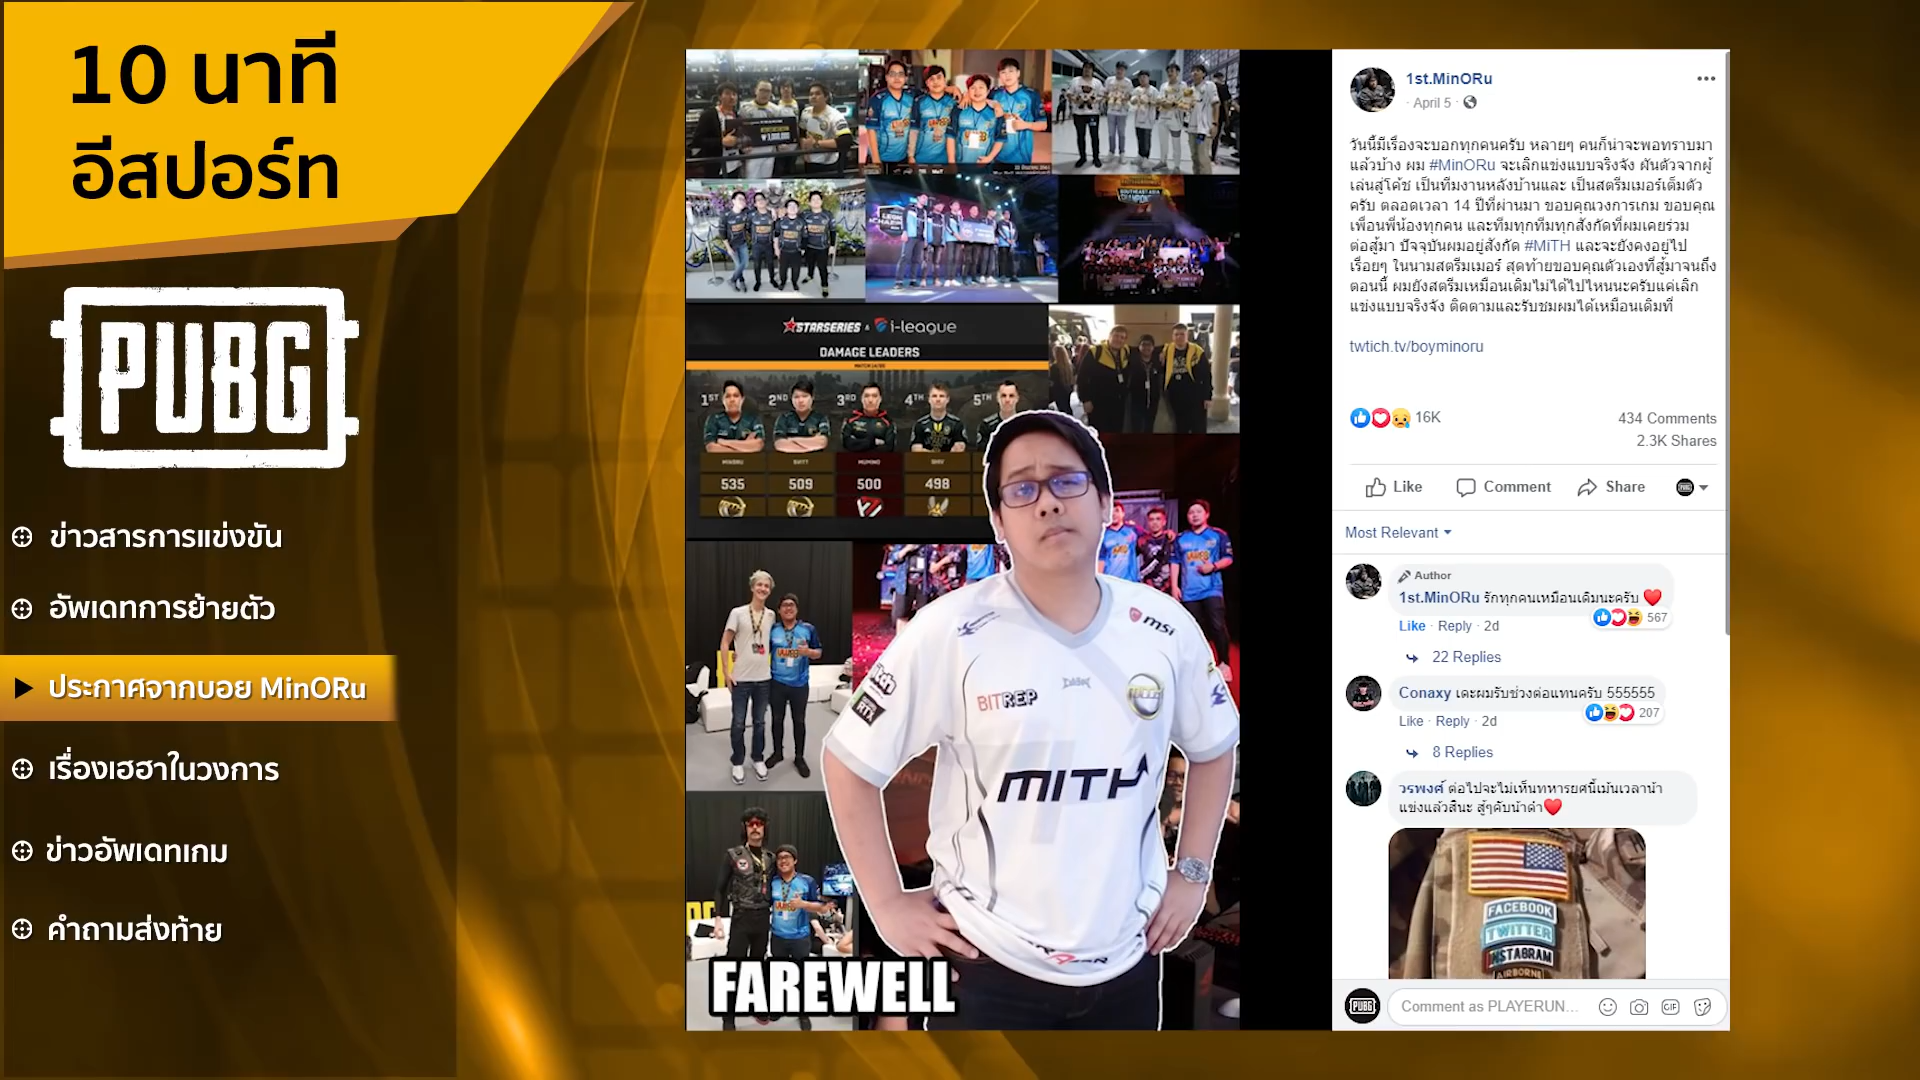 10 นาที
อีสปอร์ท
PUBG
ข่าวสารการแข่งขัน
อัพเดทการย้ายตัว
ประกาศจากบอย MinORu
เรื่องเฮฮาในวงการ
ข่าวอัพเดทเกม
คำถามส่งท้าย
STARSERIES & i-league
DAMAGE LEADERS
1ST 2ND 3RD 4TH 5TH
535 509 500 498
msi
BITREP
MITH
FAREWELL
1st.MinORu
· April 5 ·
วันนี้มีเรื่องจะบอกทุกคนครับ หลายๆ คนก็น่าจะพอทราบมา
แล้วบ้าง ผม #MinORu จะเลิกแข่งแบบจริงจัง ผันตัวจากผู้
เล่นสู่โค้ช เป็นทีมงานหลังบ้านและ เป็นสตรีมเมอร์เต็มตัว
ครับ ตลอดเวลา 14 ปีที่ผ่านมา ขอบคุณวงการเกม ขอบคุณ
เพื่อนพี่น้องทุกคน และทีมทุกทีมทุกสังกัดที่ผมเคยร่วม
ต่อสู้มา ปัจจุบันผมอยู่สังกัด #MiTH และจะยังคงอยู่ไป
เรื่อยๆ ในนามสตรีมเมอร์ สุดท้ายขอบคุณตัวเองที่สู้มาจนถึง
ตอนนี้ ผมยังสตรีมเหมือนเดิมไม่ได้ไปไหนนะครับแค่เลิก
แข่งแบบจริงจัง ติดตามและรับชมผมได้เหมือนเดิมที่
twtich.tv/boyminoru
16K
434 Comments
2.3K Shares
Like Comment Share
Most Relevant
Author
1st.MinORu รักทุกคนเหมือนเดิมนะครับ
567
Like · Reply · 2d
22 Replies
Conaxy เดะผมรับช่วงต่อแทนครับ 555555
207
Like · Reply · 2d
8 Replies
วรพงศ์ ต่อไปจะไม่เห็นทหารยศนี้เม้นเวลาน้า
แข่งแล้วสินะ สู้ๆคับน้าดำ
FACEBOOK
TWITTER
INSTAGRAM
AIRBORNE
PUBG
Comment as PLAYERUN...
GIF